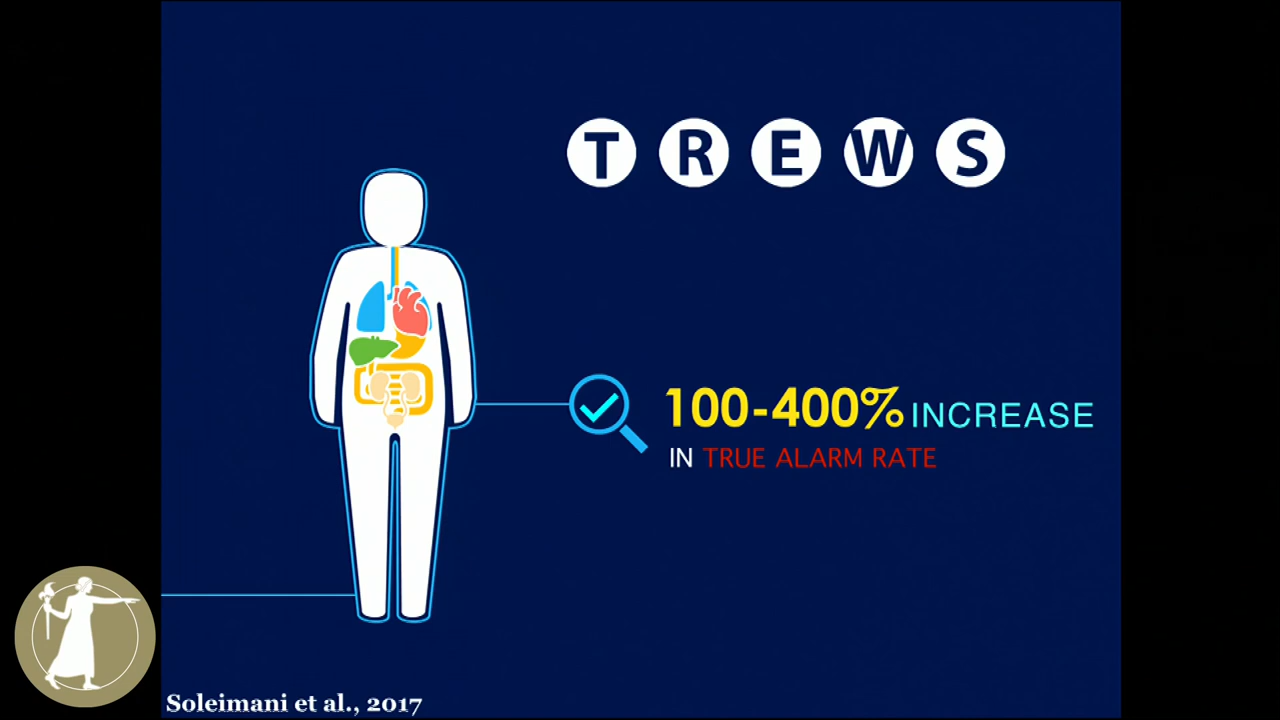 TREWS
100-400% INCREASE
IN TRUE ALARM RATE
Soleimani et al., 2017